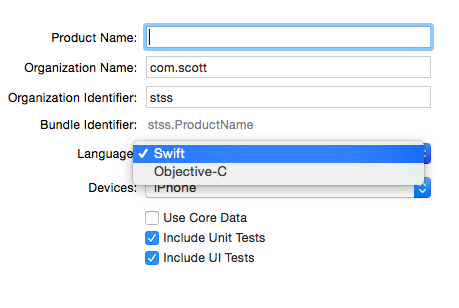 Product Name:
Organization Name: com.scott
Organization Identifier: stss
Bundle Identifier: stss.ProductName
Language ✓ Swift
Objective-C
Devices: iPhone
Use Core Data
Include Unit Tests
Include UI Tests